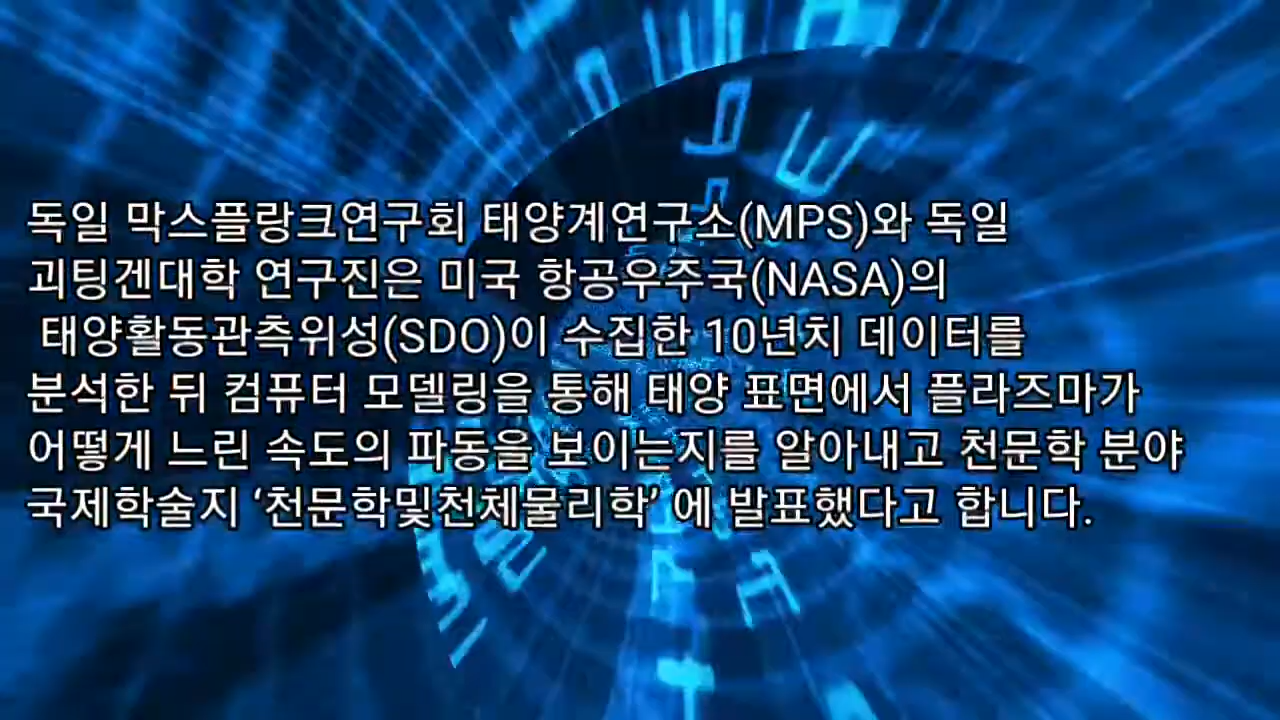 독일 막스플랑크연구회 태양계연구소(MPS)와 독일
괴팅겐대학 연구진은 미국 항공우주국(NASA)의
태양활동관측위성(SDO)이 수집한 10년치 데이터를
분석한 뒤 컴퓨터 모델링을 통해 태양 표면에서 플라즈마가
어떻게 느린 속도의 파동을 보이는지를 알아내고 천문학 분야
국제학술지 ‘천문학및천체물리학’ 에 발표했다고 합니다.